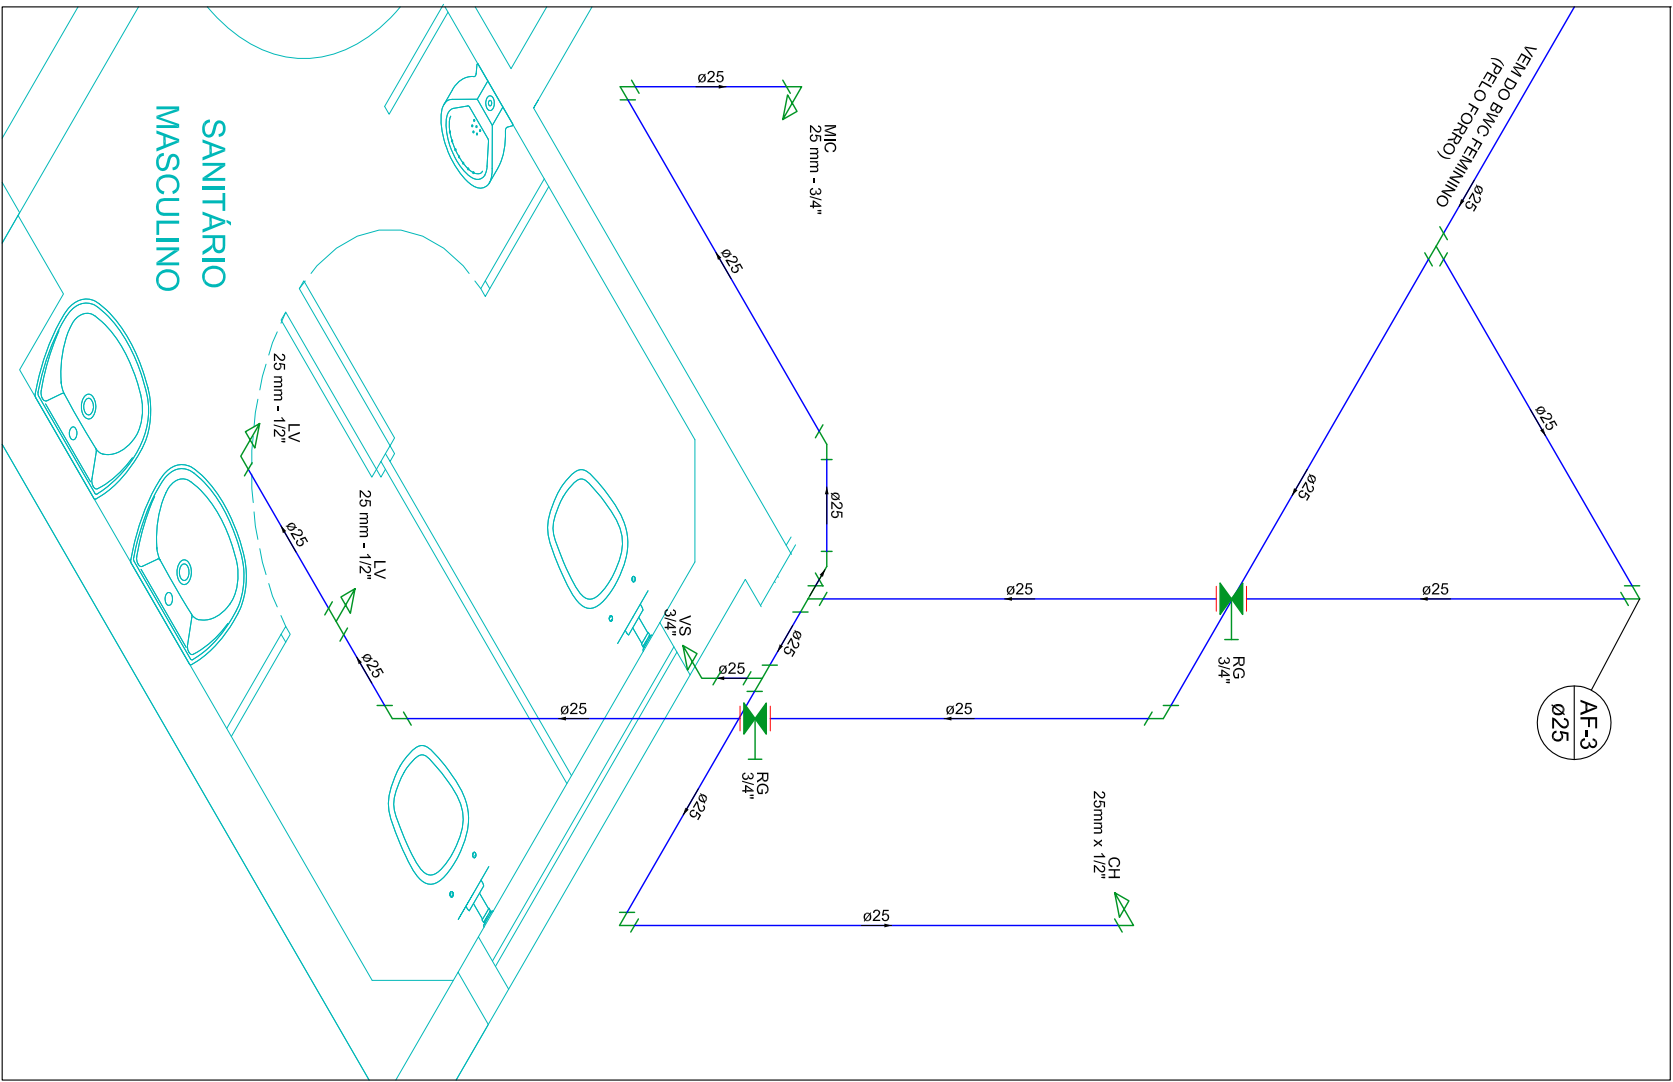 VEM DO BWC FEMININO
(PELO FORRO)
ø25
ø25
AF-3
ø25
ø25
ø25
RG
3/4"
ø25
ø25
CH
25mm x 1/2"
ø25
MIC
25 mm - 3/4"
ø25
ø25
ø25
ø25
VS
3/4"
ø25
RG
3/4"
ø25
ø25
LV
25 mm - 1/2"
ø25
LV
25 mm - 1/2"
ø25
SANITÁRIO
MASCULINO